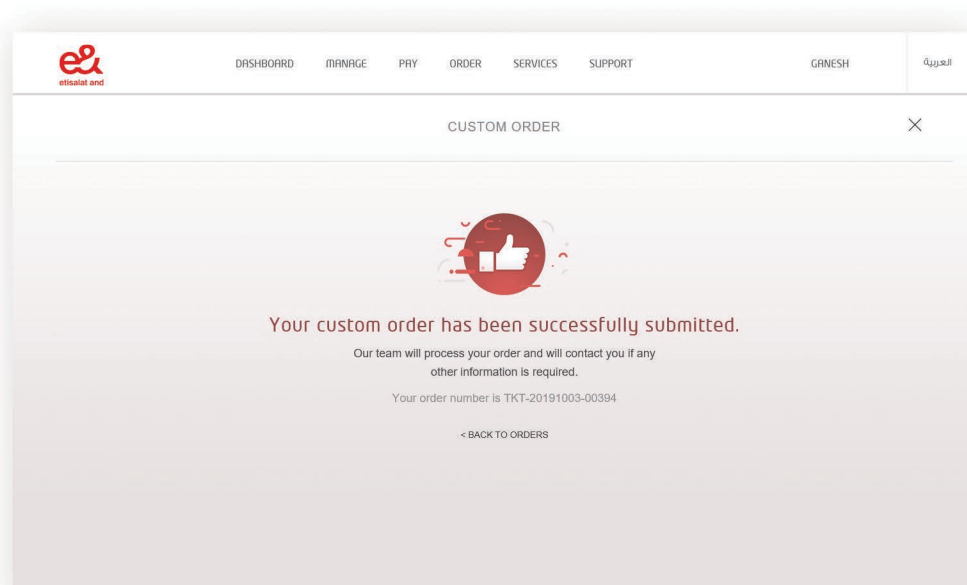 e&
etisalat and
DASHBOARD MANAGE PAY ORDER SERVICES SUPPORT GANESH العربية
CUSTOM ORDER
Your custom order has been successfully submitted.
Our team will process your order and will contact you if any
other information is required.
Your order number is TKT-20191003-00394
< BACK TO ORDERS